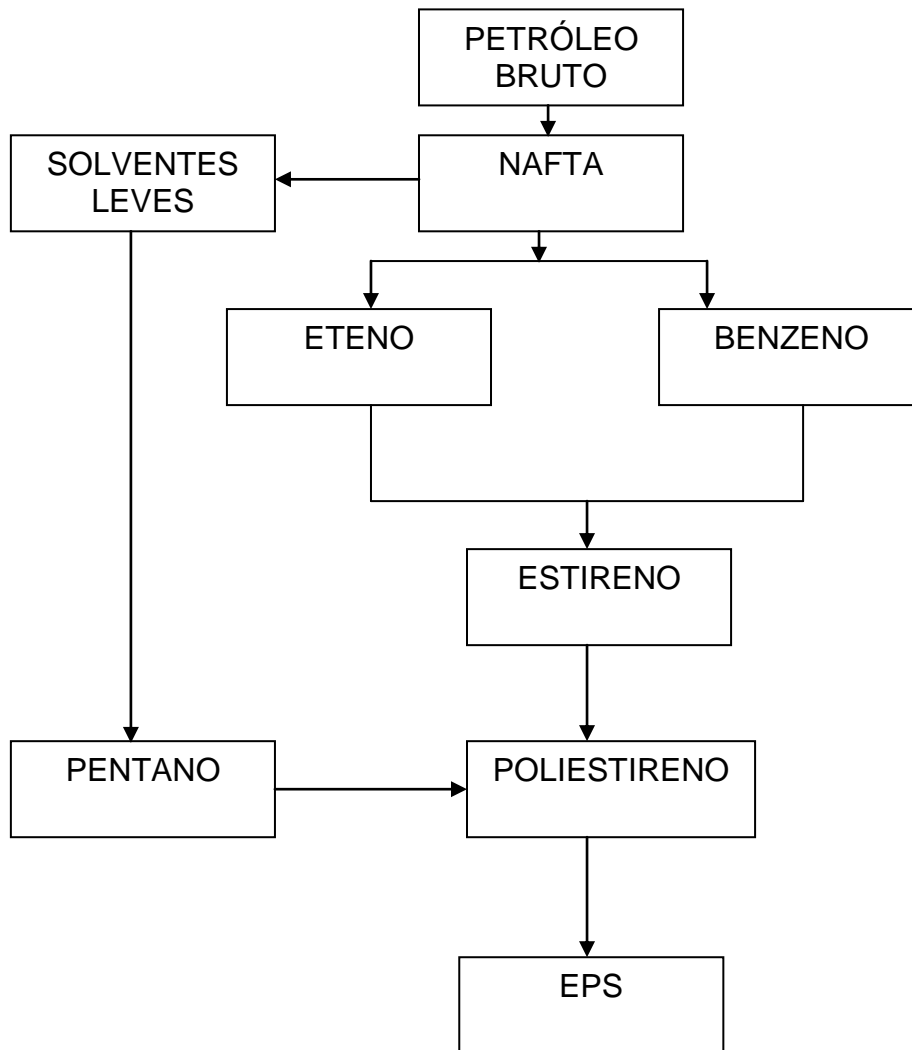 PETRÓLEO
BRUTO
SOLVENTES
LEVES
NAFTA
ETENO
BENZENO
ESTIRENO
PENTANO
POLIESTIRENO
EPS